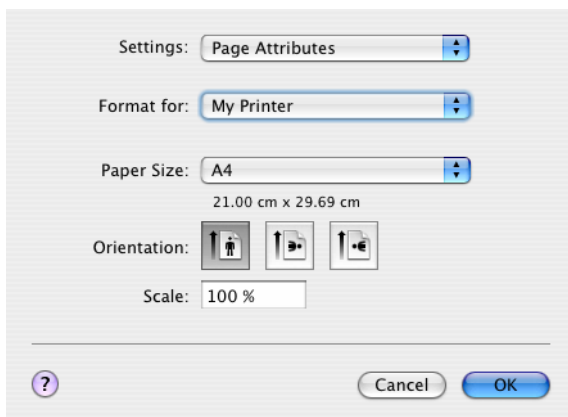 Settings: Page Attributes
Format for: My Printer
Paper Size: A4
21.00 cm x 29.69 cm
Orientation:
Scale: 100 %
? Cancel OK